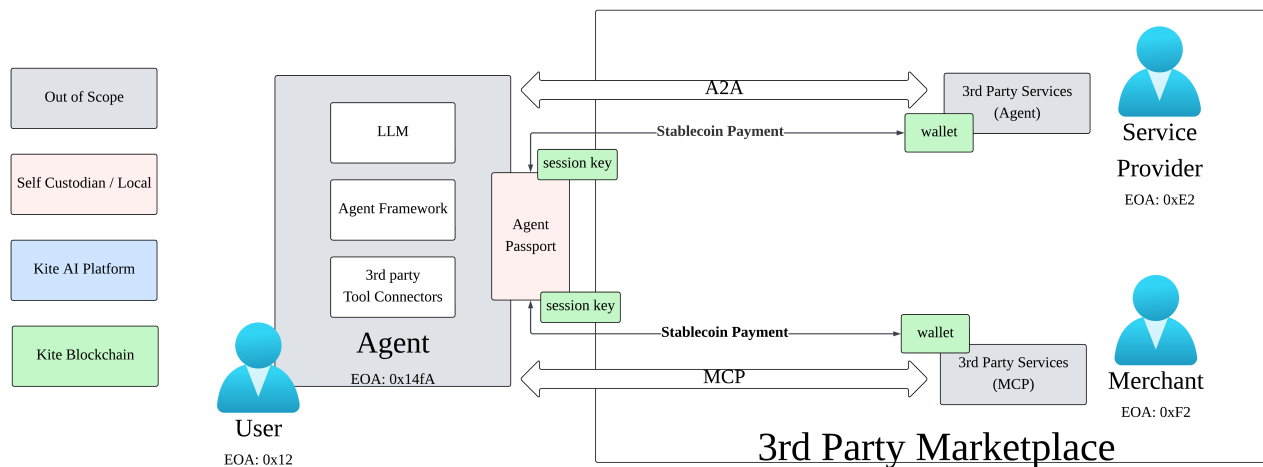 Out of Scope
Self Custodian / Local
Kite AI Platform
Kite Blockchain
LLM
Agent Framework
3rd party
Tool Connectors
Agent
EOA: 0x14fA
User
EOA: 0x12
Agent
Passport
session key
session key
A2A
Stablecoin Payment
Stablecoin Payment
MCP
3rd Party Services
(Agent)
wallet
Service
Provider
EOA: 0xE2
wallet
3rd Party Services
(MCP)
Merchant
EOA: 0xF2
3rd Party Marketplace